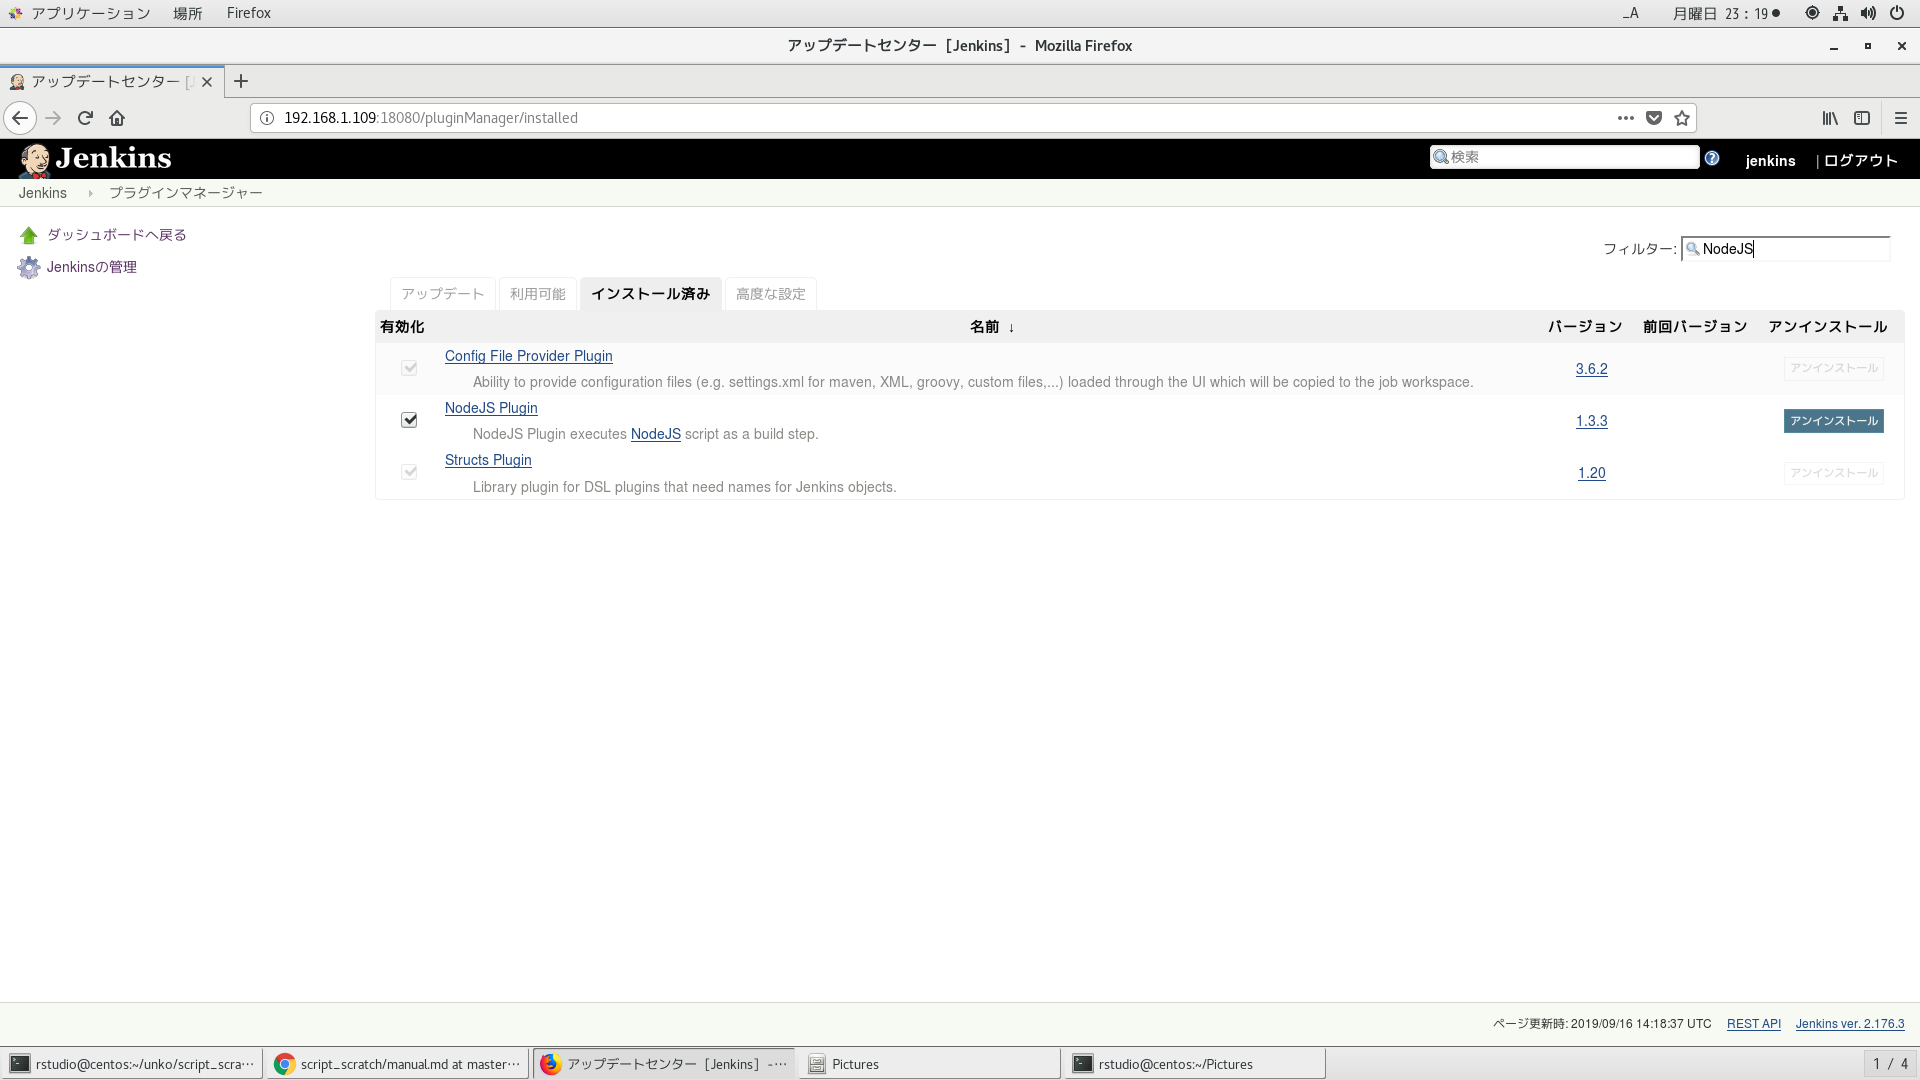 アプリケーション 場所 Firefox _A 月曜日 23：19
アップデートセンター [Jenkins] - Mozilla Firefox
アップデートセンター [J
192.168.1.109:18080/pluginManager/installed
Jenkins 検索 jenkins | ログアウト
Jenkins プラグインマネージャー
ダッシュボードへ戻る
Jenkinsの管理
フィルター: NodeJS
アップデート 利用可能 インストール済み 高度な設定
有効化 名前 ↓ バージョン 前回バージョン アンインストール
Config File Provider Plugin
Ability to provide configuration files (e.g. settings.xml for maven, XML, groovy, custom files,...) loaded through the UI which will be copied to the job workspace.
3.6.2 アンインストール
NodeJS Plugin
NodeJS Plugin executes NodeJS script as a build step.
1.3.3 アンインストール
Structs Plugin
Library plugin for DSL plugins that need names for Jenkins objects.
1.20 アンインストール
ページ更新時: 2019/09/16 14:18:37 UTC REST API Jenkins ver. 2.176.3
rstudio@centos:~/unko/script_scra… script_scratch/manual.md at master… アップデートセンター [Jenkins] -… Pictures rstudio@centos:~/Pictures 1 / 4